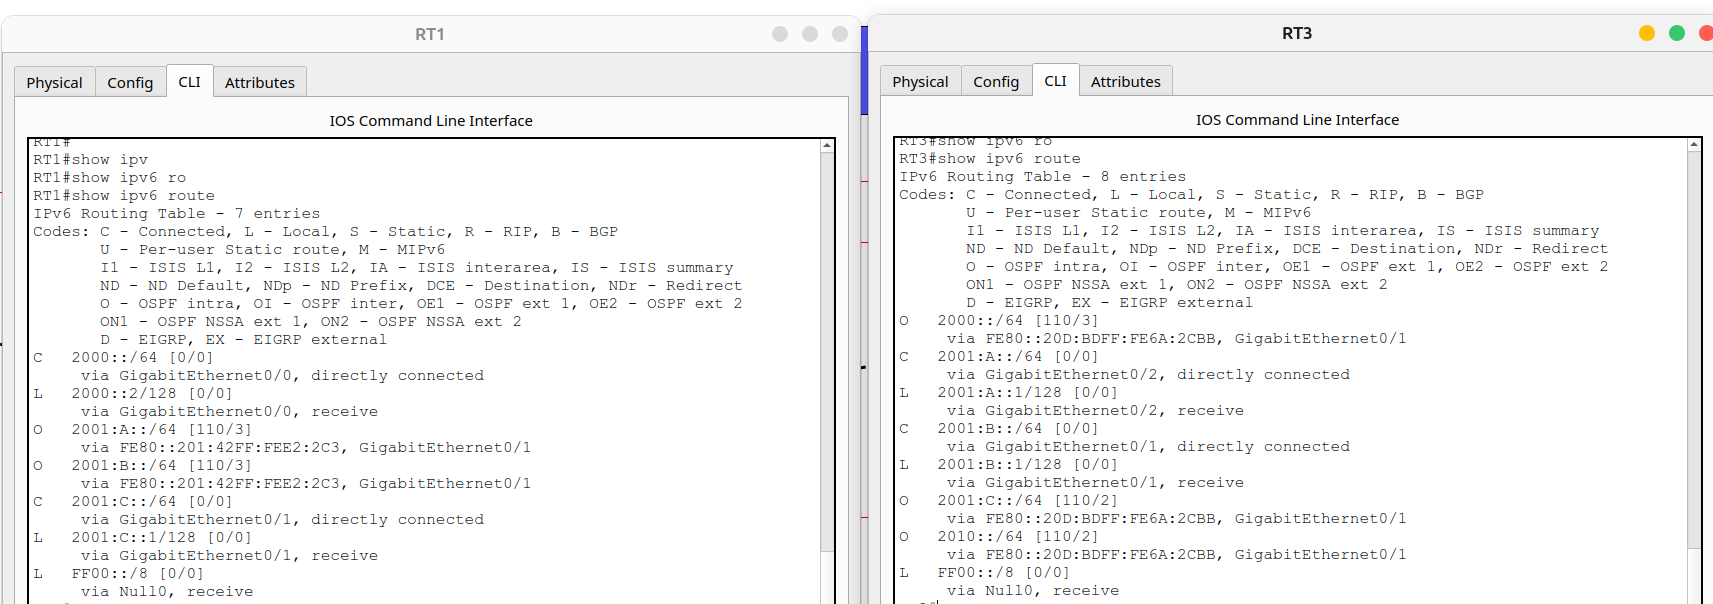 RT1
Physical Config CLI Attributes
IOS Command Line Interface
RT1#
RT1#show ipv
RT1#show ipv6 ro
RT1#show ipv6 route
IPv6 Routing Table - 7 entries
Codes: C - Connected, L - Local, S - Static, R - RIP, B - BGP
U - Per-user Static route, M - MIPv6
I1 - ISIS L1, I2 - ISIS L2, IA - ISIS interarea, IS - ISIS summary
ND - ND Default, NDp - ND Prefix, DCE - Destination, NDr - Redirect
O - OSPF intra, OI - OSPF inter, OE1 - OSPF ext 1, OE2 - OSPF ext 2
ON1 - OSPF NSSA ext 1, ON2 - OSPF NSSA ext 2
D - EIGRP, EX - EIGRP external
C 2000::/64 [0/0]
via GigabitEthernet0/0, directly connected
L 2000::2/128 [0/0]
via GigabitEthernet0/0, receive
O 2001:A::/64 [110/3]
via FE80::201:42FF:FEE2:2C3, GigabitEthernet0/1
O 2001:B::/64 [110/3]
via FE80::201:42FF:FEE2:2C3, GigabitEthernet0/1
C 2001:C::/64 [0/0]
via GigabitEthernet0/1, directly connected
L 2001:C::1/128 [0/0]
via GigabitEthernet0/1, receive
L FF00::/8 [0/0]
via Null0, receive
RT3
Physical Config CLI Attributes
IOS Command Line Interface
RT3#show ipv6 ro
RT3#show ipv6 route
IPv6 Routing Table - 8 entries
Codes: C - Connected, L - Local, S - Static, R - RIP, B - BGP
U - Per-user Static route, M - MIPv6
I1 - ISIS L1, I2 - ISIS L2, IA - ISIS interarea, IS - ISIS summary
ND - ND Default, NDp - ND Prefix, DCE - Destination, NDr - Redirect
O - OSPF intra, OI - OSPF inter, OE1 - OSPF ext 1, OE2 - OSPF ext 2
ON1 - OSPF NSSA ext 1, ON2 - OSPF NSSA ext 2
D - EIGRP, EX - EIGRP external
O 2000::/64 [110/3]
via FE80::20D:BDFF:FE6A:2CBB, GigabitEthernet0/1
C 2001:A::/64 [0/0]
via GigabitEthernet0/2, directly connected
L 2001:A::1/128 [0/0]
via GigabitEthernet0/2, receive
C 2001:B::/64 [0/0]
via GigabitEthernet0/1, directly connected
L 2001:B::1/128 [0/0]
via GigabitEthernet0/1, receive
O 2001:C::/64 [110/2]
via FE80::20D:BDFF:FE6A:2CBB, GigabitEthernet0/1
O 2010::/64 [110/2]
via FE80::20D:BDFF:FE6A:2CBB, GigabitEthernet0/1
L FF00::/8 [0/0]
via Null0, receive